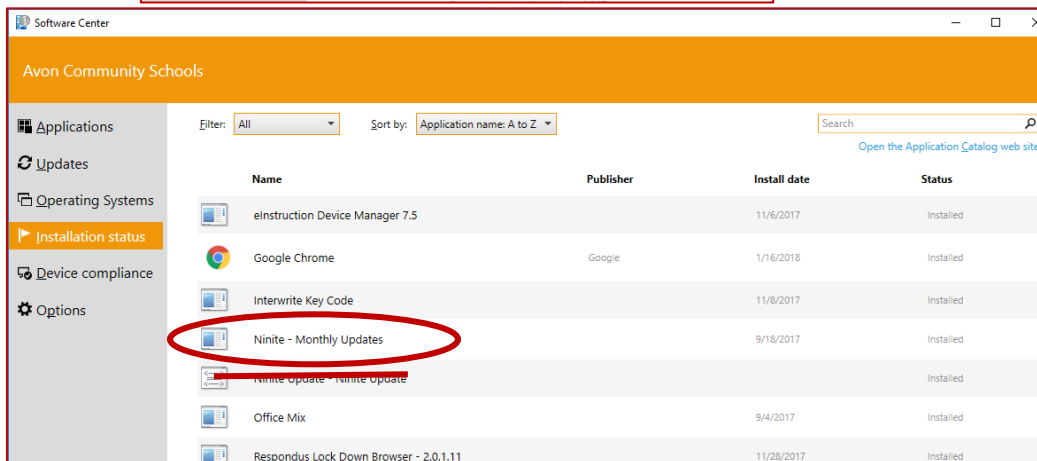 Software Center
Avon Community Schools
Applications
Updates
Operating Systems
Installation status
Device compliance
Options
Filter: All Sort by: Application name: A to Z Search
Open the Application Catalog web site
Name Publisher Install date Status
eInstruction Device Manager 7.5 11/6/2017 Installed
Google Chrome Google 1/16/2018 Installed
Interwrite Key Code 11/8/2017 Installed
Ninite - Monthly Updates 9/18/2017 Installed
Ninite Update - Ninite Update Installed
Office Mix 9/4/2017 Installed
Respondus Lock Down Browser - 2.0.1.11 11/28/2017 Installed